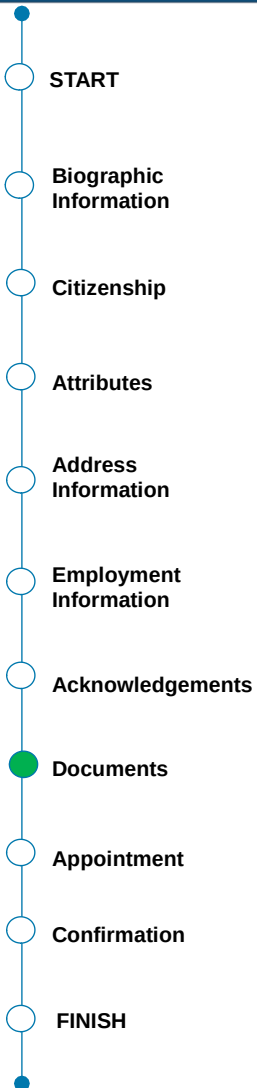 START
Biographic
Information
Citizenship
Attributes
Address
Information
Employment
Information
Acknowledgements
Documents
Appointment
Confirmation
FINISH